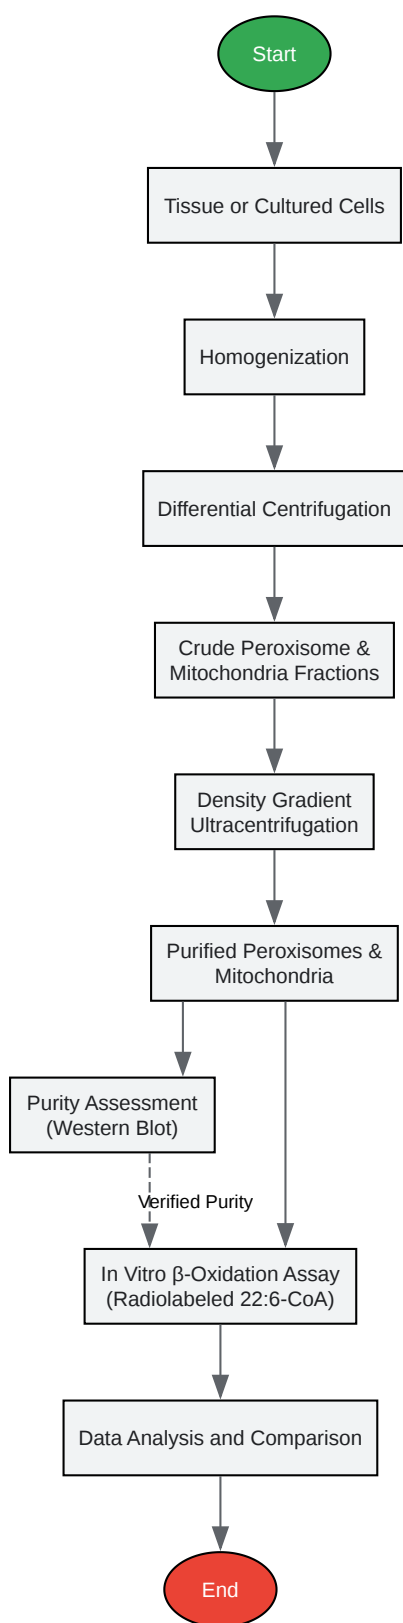 Start
Tissue or Cultured Cells
Homogenization
Differential Centrifugation
Crude Peroxisome &
Mitochondria Fractions
Density Gradient
Ultracentrifugation
Purified Peroxisomes &
Mitochondria
Purity Assessment
(Western Blot)
Verified Purity
In Vitro β-Oxidation Assay
(Radiolabeled 22:6-CoA)
Data Analysis and Comparison
End